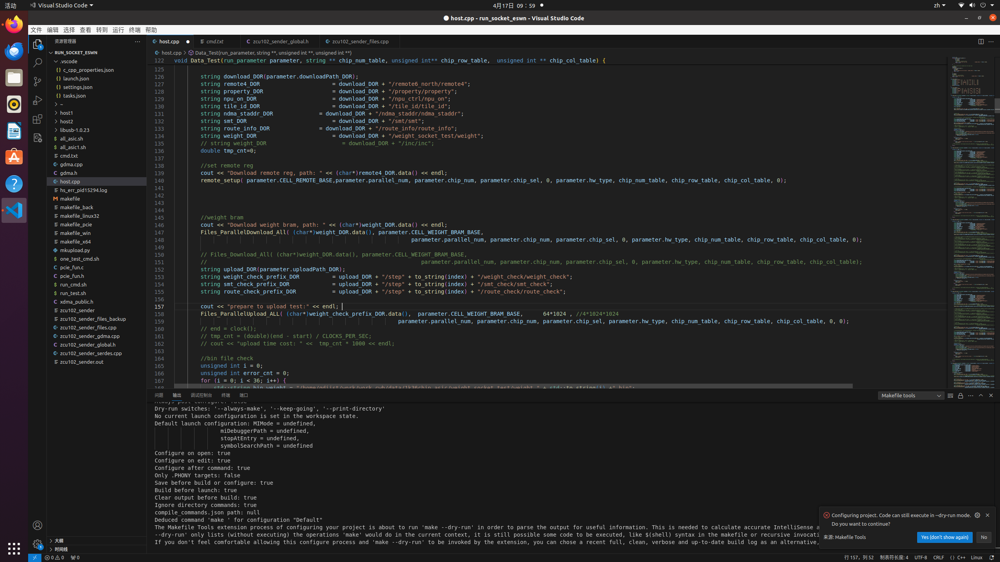 活动
Visual Studio Code
4月17日 09：59
zh
host.cpp - run_socket_eswn - Visual Studio Code
文件 编辑 选择 查看 转到 运行 终端 帮助
资源管理器
RUN_SOCKET_ESWN
.vscode
c_cpp_properties.json
launch.json
settings.json
tasks.json
~
host1
host2
libusb-1.0.23
all_asic.sh
all_asic1.sh
cmd.txt
gdma.cpp
gdma.h
host.cpp
hs_err_pid15294.log
makefile
makefile_back
makefile_linux32
makefile_pcie
makefile_win
makefile_x64
mkupload.py
one_test_cmd.sh
pcie_fun.c
pcie_fun.h
run_cmd.sh
run_test.sh
xdma_public.h
zcu102_sender
zcu102_sender_files_backup
zcu102_sender_files.cpp
zcu102_sender_gdma.cpp
zcu102_sender_global.h
zcu102_sender_serdes.cpp
zcu102_sender.out
大纲
时间线
host.cpp cmd.txt zcu102_sender_global.h zcu102_sender_files.cpp
host.cpp > Data_Test(run_parameter, string **, unsigned int **, unsigned int **)
122 void Data_Test(run_parameter parameter, string ** chip_num_table, unsigned int** chip_row_table,  unsigned int ** chip_col_table) {
125
126 string download_DOR(parameter.downloadPath_DOR);
127 string remote4_DOR = download_DOR + "/remote6_north/remote4";
128 string property_DOR = download_DOR + "/property/property";
129 string npu_on_DOR = download_DOR + "/npu_ctrl/npu_on";
130 string tile_id_DOR = download_DOR + "/tile_id/tile_id";
131 string ndma_staddr_DOR = download_DOR + "/ndma_staddr/ndma_staddr";
132 string smt_DOR = download_DOR + "/smt/smt";
133 string route_info_DOR = download_DOR + "/route_info/route_info";
134 string weight_DOR = download_DOR + "/weight_socket_test/weight";
135 // string weight_DOR = download_DOR + "/inc/inc";
136 double tmp_cnt=0;
137
138 //set remote reg
139 cout << "Download remote reg, path: " << (char*)remote4_DOR.data() << endl;
140 remote_setup( parameter.CELL_REMOTE_BASE,parameter.parallel_num, parameter.chip_num, parameter.chip_sel, 0, parameter.hw_type, chip_num_table, chip_row_table, chip_col_table, 0);
141
142
143
144
145 //weight bram
146 cout << "Download weight bram, path: " << (char*)weight_DOR.data() << endl;
147 Files_ParallelDownload_All( (char*)weight_DOR.data(), parameter.CELL_WEIGHT_BRAM_BASE,
148 parameter.parallel_num, parameter.chip_num, parameter.chip_sel, 0, parameter.hw_type, chip_num_table, chip_row_table, chip_col_table, 0);
149
150 // Files_Download_All( (char*)weight_DOR.data(), parameter.CELL_WEIGHT_BRAM_BASE,
151 // parameter.parallel_num, parameter.chip_num, parameter.chip_sel, 0, parameter.hw_type, chip_num_table, chip_row_table, chip_col_table);
152 string upload_DOR(parameter.uploadPath_DOR);
153 string weight_check_prefix_DOR = upload_DOR + "/step" + to_string(index) + "/weight_check/weight_check";
154 string smt_check_prefix_DOR = upload_DOR + "/step" + to_string(index) + "/smt_check/smt_check";
155 string route_check_prefix_DOR = upload_DOR + "/step" + to_string(index) + "/route_check/route_check";
156
157 cout << "prepare to upload test:" << endl;
158 Files_ParallelUpload_ALL( (char*)weight_check_prefix_DOR.data(),  parameter.CELL_WEIGHT_BRAM_BASE, 64*1024 , //4*1024*1024
159 parameter.parallel_num, parameter.chip_num, parameter.chip_sel, parameter.hw_type, chip_num_table, chip_row_table, chip_col_table, 0, 0);
160 // end = clock();
161 // tmp_cnt = (double)(end - start) / CLOCKS_PER_SEC;
162 // cout << "upload time cost: " <<  tmp_cnt * 1000 << endl;
163
164 //bin file check
165 unsigned int i = 0;
166 unsigned int error_cnt = 0;
167 for (i = 0; i < 36; i++) {
168 std::string bin_weight = "/home/gdiist/work/work_cwb/data/1k36chip_asic/weight_socket_test/weight_" + std::to_string(i) +".bin";
问题 输出 调试控制台 终端 端口
Makefile tools
Always post-configure: false
Dry-run switches: '--always-make', '--keep-going', '--print-directory'
No current launch configuration is set in the workspace state.
Default launch configuration: MIMode = undefined,
miDebuggerPath = undefined,
stopAtEntry = undefined,
symbolSearchPath = undefined
Configure on open: true
Configure on edit: true
Configure after command: true
Only .PHONY targets: false
Save before build or configure: true
Build before launch: true
Clear output before build: true
Ignore directory commands: true
compile_commands.json path: null
Deduced command 'make ' for configuration "Default"
The Makefile Tools extension process of configuring your project is about to run 'make --dry-run' in order to parse the output for useful information. This is needed to calculate accurate IntelliSense a
--dry-run' only lists (without executing) the operations 'make' would do in the current context, it is still possible some code to be executed, like $(shell) syntax in the makefile or recursive invocati
If you don't feel comfortable allowing this configure process and 'make --dry-run' to be invoked by the extension, you can chose a recent full, clean, verbose and up-to-date build log as an alternative,
Configuring project. Code can still execute in --dry-run mode.
Do you want to continue?
来源: Makefile Tools
Yes (don't show again)
No
0 0 0
行 157，列 52 制表符长度: 4 UTF-8 CRLF {} C++ Linux